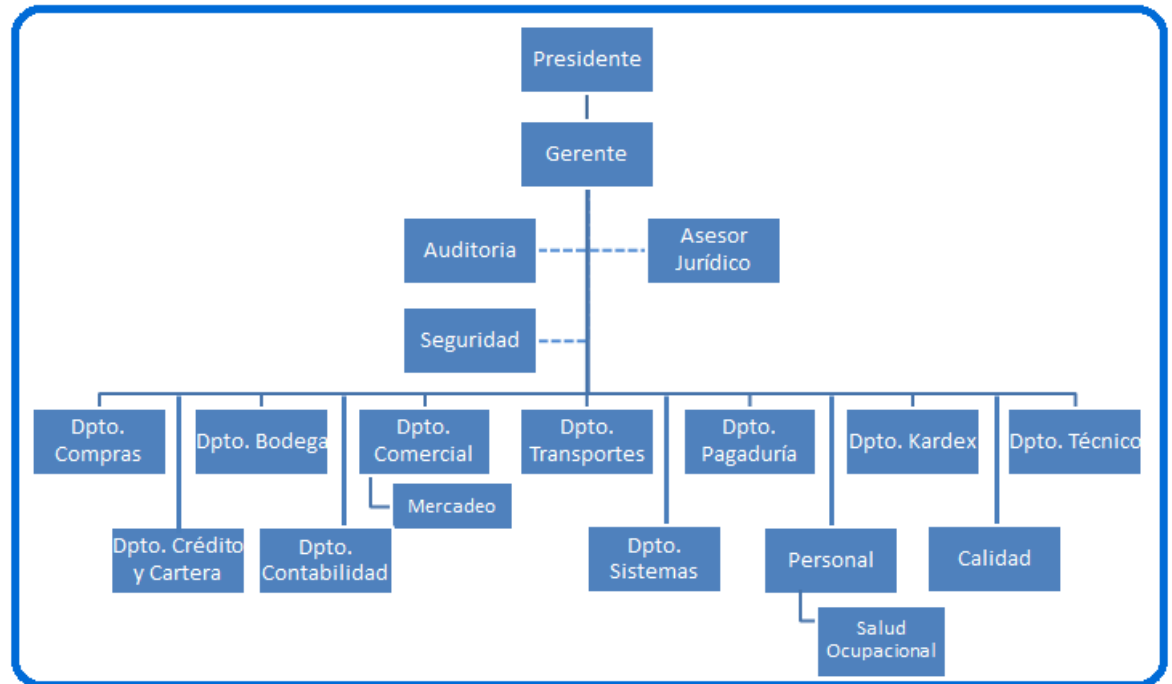 Presidente
Gerente
Auditoria
Asesor
Jurídico
Seguridad
Dpto.
Compras
Dpto. Bodega
Dpto.
Comercial
Dpto.
Transportes
Dpto.
Pagaduría
Dpto. Kardex
Dpto. Técnico
Mercadeo
Dpto. Crédito
y Cartera
Dpto.
Contabilidad
Dpto.
Sistemas
Personal
Calidad
Salud
Ocupacional